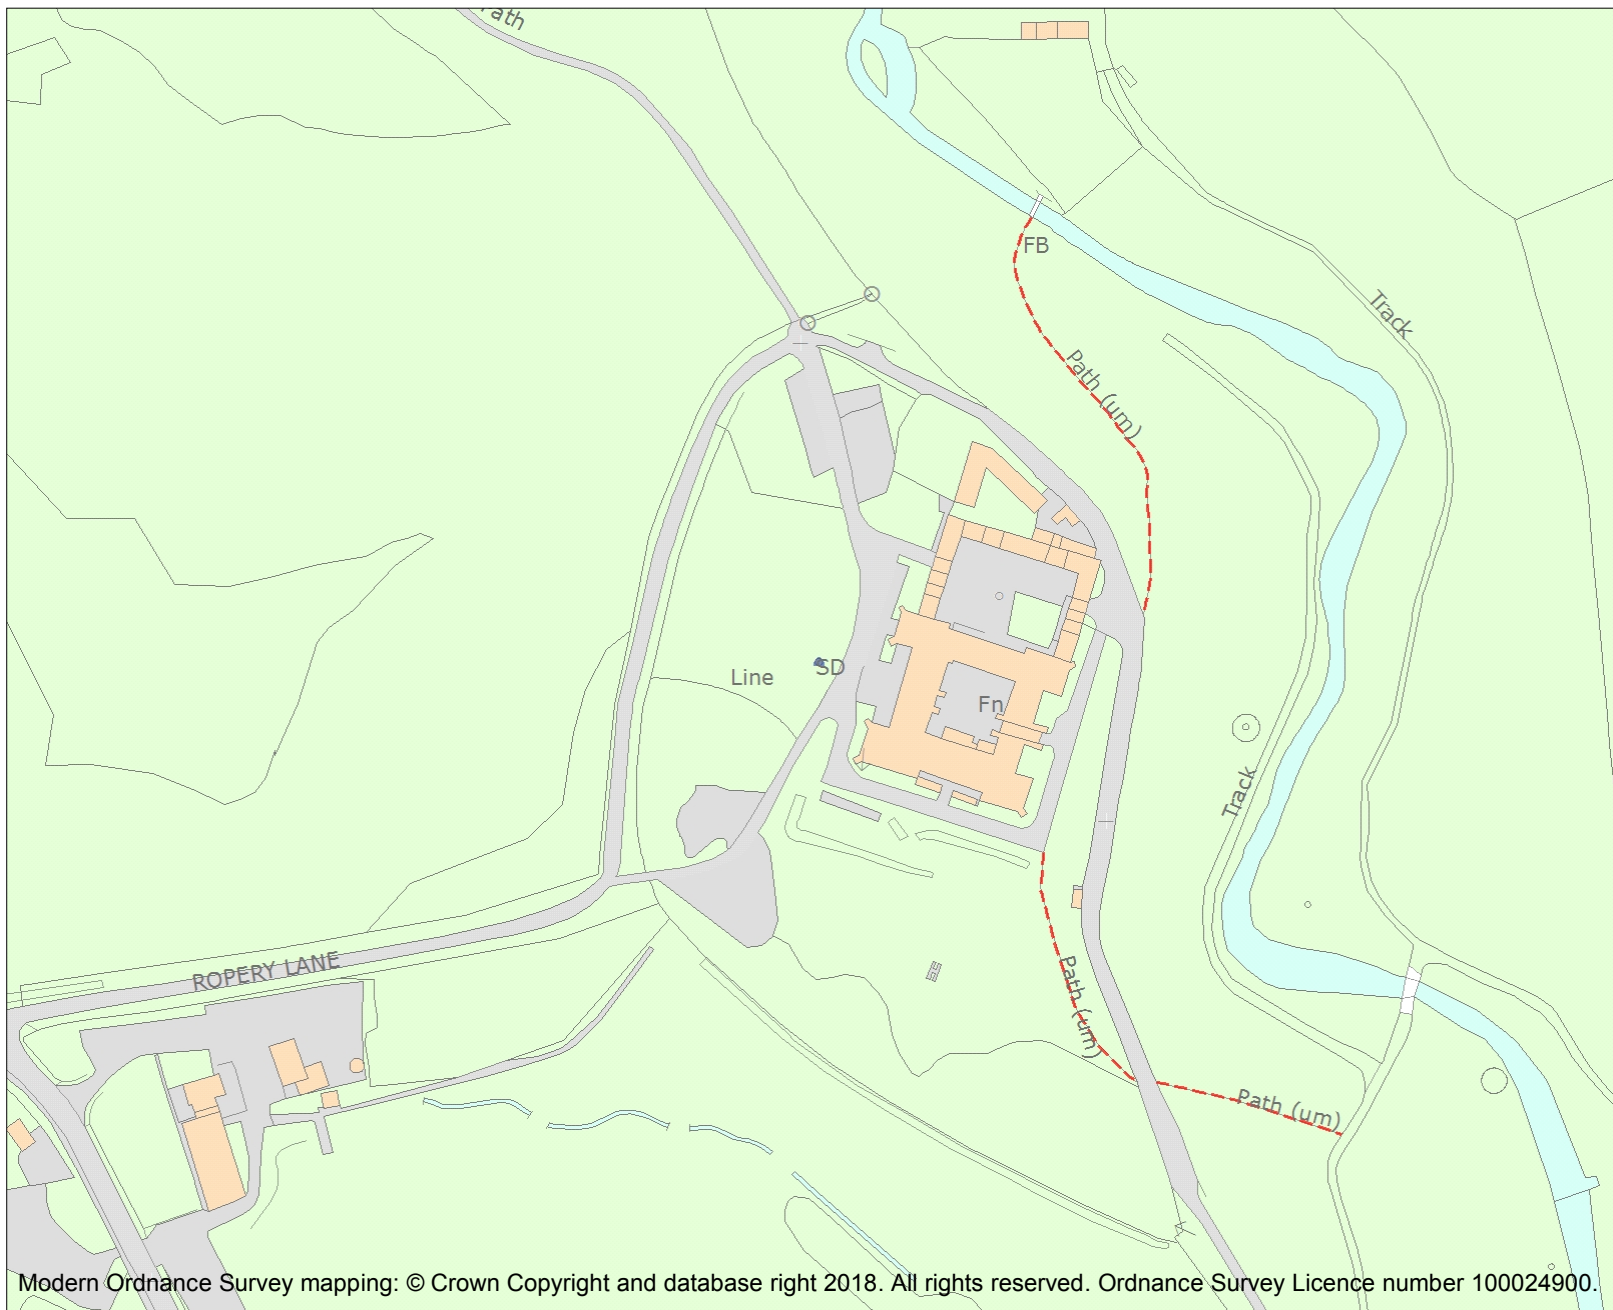 Path
FB
Track
Path (um)
Line
SD
Fn
Track
ROPERY LANE
Path (um)
Path (um)
Modern Ordnance Survey mapping: © Crown Copyright and database right 2018. All rights reserved. Ordnance Survey Licence number 100024900.